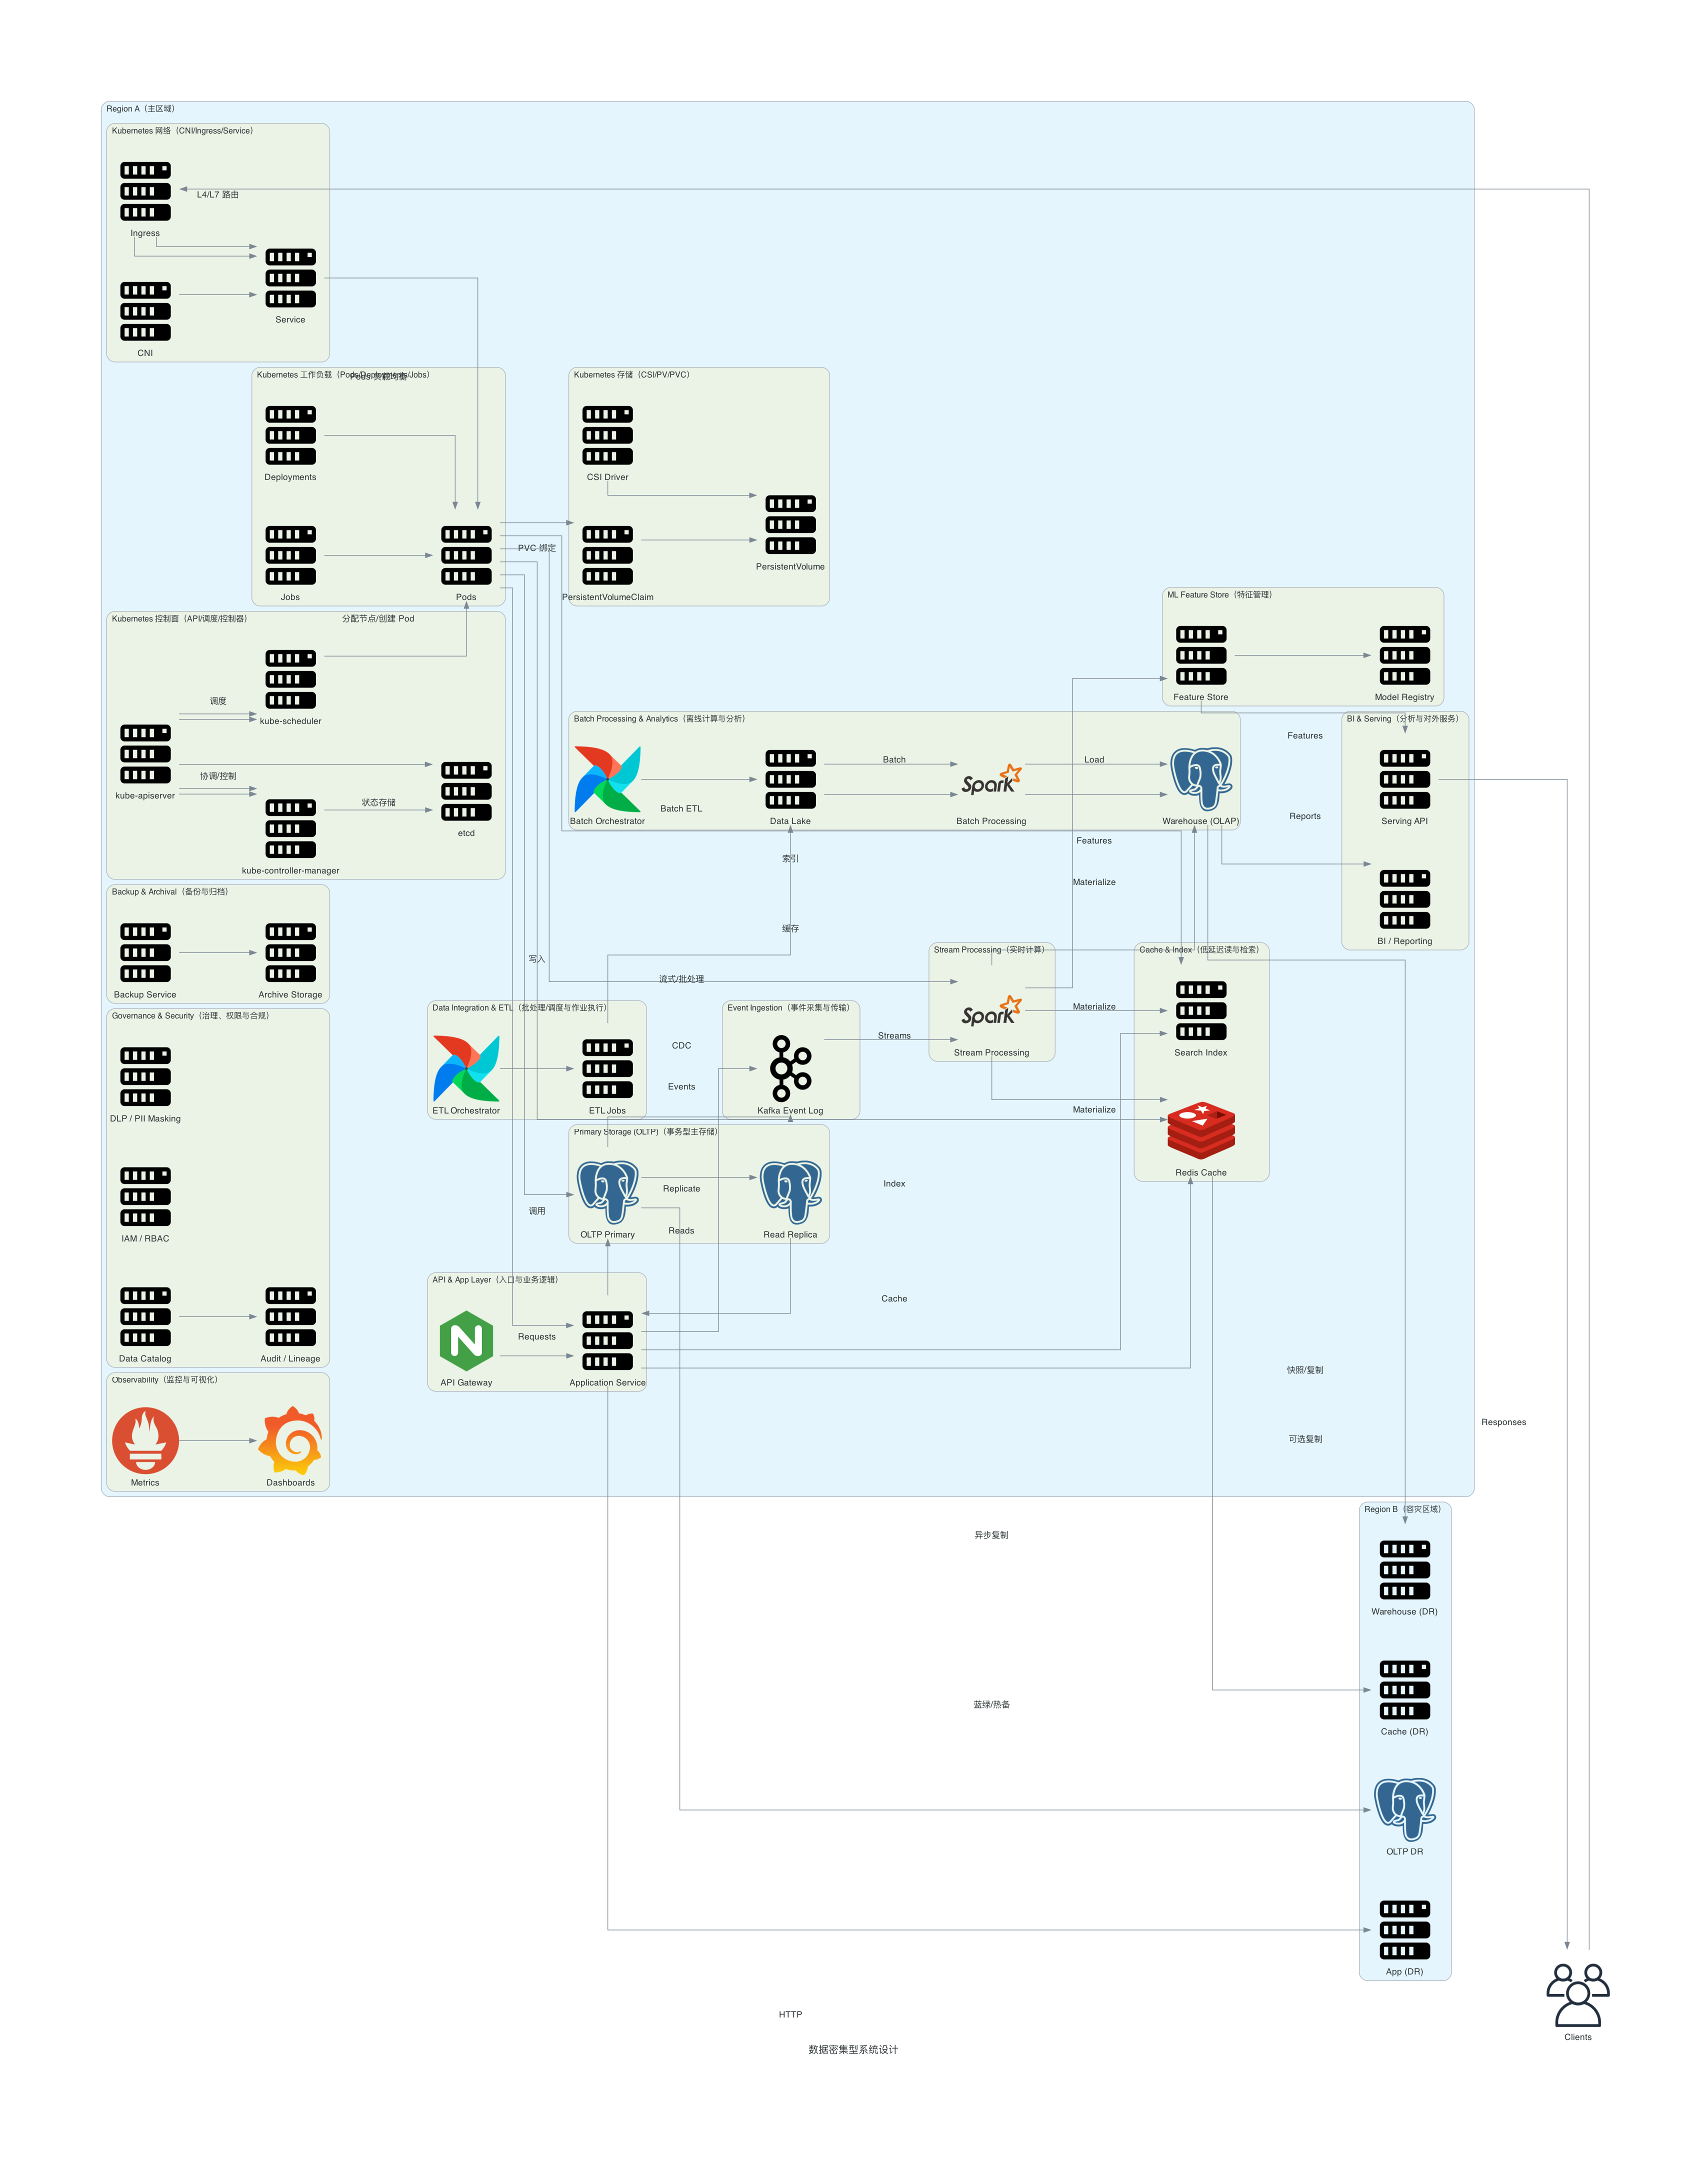 Region A（主区域）
Kubernetes 网络（CNI/Ingress/Service）
L4/L7 路由
Ingress
Service
CNI
Kubernetes 工作负载（Pods/Deployments/Jobs）
Deployments
Jobs
Pods
Kubernetes 存储（CSI/PV/PVC）
CSI Driver
PVC 绑定
PersistentVolume
PersistentVolumeClaim
Kubernetes 控制面（API/调度/控制器）
分配节点/创建 Pod
调度
kube-scheduler
kube-apiserver
协调/控制
状态存储
etcd
kube-controller-manager
ML Feature Store（特征管理）
Feature Store
Model Registry
Batch Processing & Analytics（离线计算与分析）
Batch
Load
Batch ETL
Batch Orchestrator
Data Lake
Batch Processing
Warehouse (OLAP)
BI & Serving（分析与对外服务）
Features
Reports
Serving API
BI / Reporting
Features
索引
Materialize
缓存
写入
流式/批处理
Backup & Archival（备份与归档）
Backup Service
Archive Storage
Stream Processing（实时计算）
Stream Processing
Cache & Index（低延迟读与检索）
Materialize
Search Index
Materialize
Redis Cache
Governance & Security（治理、权限与合规）
DLP / PII Masking
IAM / RBAC
Data Catalog
Audit / Lineage
Data Integration & ETL（批处理/调度与作业执行）
ETL Orchestrator
ETL Jobs
CDC
Events
Event Ingestion（事件采集与传输）
Streams
Kafka Event Log
Primary Storage (OLTP)（事务型主存储）
Replicate
Index
调用
Reads
OLTP Primary
Read Replica
API & App Layer（入口与业务逻辑）
Cache
Requests
API Gateway
Application Service
快照/复制
Observability（监控与可视化）
Metrics
Dashboards
Responses
可选复制
Region B（容灾区域）
异步复制
Warehouse (DR)
蓝绿/热备
Cache (DR)
OLTP DR
App (DR)
HTTP
Clients
数据密集型系统设计